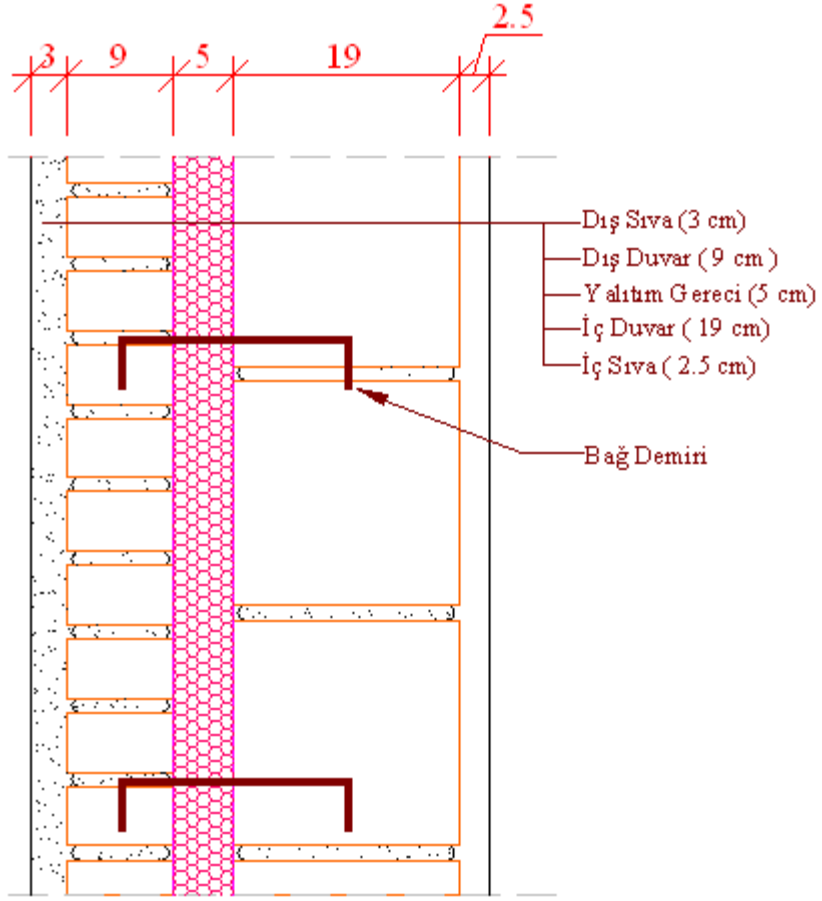 2.5
3 9 5 19
Dış Sıva (3 cm)
Dış Duvar ( 9 cm )
Yalıtım Gereci (5 cm)
İç Duvar ( 19 cm)
İç Sıva ( 2.5 cm)
Bağ Demiri